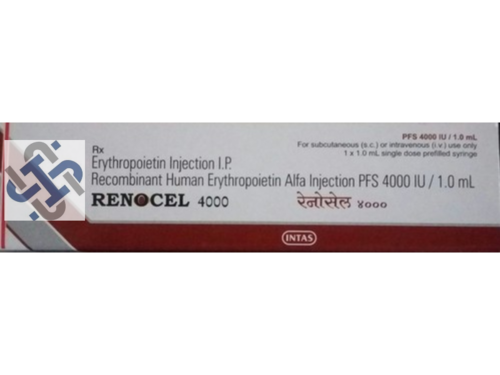 PFS 4000 IU / 1.0 mL
For subcutaneous (s.c.) or intravenous (i.v.) use only
1 x 1.0 mL single dose prefilled syringe
Rx
Erythropoietin Injection I.P.
Recombinant Human Erythropoietin Alfa Injection PFS 4000 IU / 1.0 mL
RENOCEL 4000 रेनोसेल ४०००
INTAS